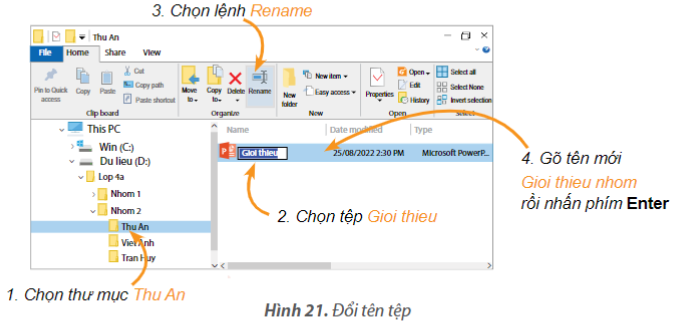 3. Chọn lệnh Rename
Thu An
File Home Share View
Pin to Quick access
Copy
Paste
Cut
Copy path
Paste shortcut
Clipboard
Move to
Copy to
Delete
Rename
Organize
New folder
New item
Easy access
New
Properties
Open
Edit
History
Open
Select all
Select None
Invert selection
Select
This PC
Win (C:)
Du lieu (D:)
Lop 4a
Nhom 1
Nhom 2
Thu An
Viet Anh
Tran Huy
Name Date modified Type
Gioi thieu 25/08/2022 2:30 PM Microsoft PowerP...
2. Chọn tệp Gioi thieu
4. Gõ tên mới
Gioi thieu nhom
rồi nhấn phím Enter
1. Chọn thư mục Thu An
Hình 21. Đổi tên tệp